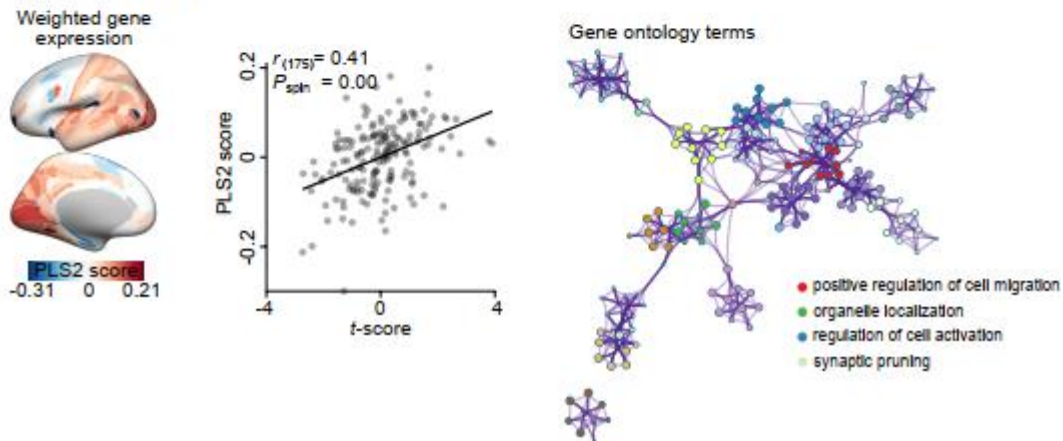 Weighted gene
expression
PLS2 score
-0.31 0 0.21
r(175)= 0.41
Pspin = 0.00
0.2
0
-0.2
PLS2 score
-4 0 4
t-score
Gene ontology terms
positive regulation of cell migration
organelle localization
regulation of cell activation
synaptic pruning